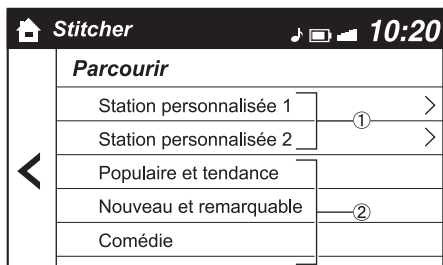 Stitcher 10:20
Parcourir
Station personnalisée 1
①
Station personnalisée 2
Populaire et tendance
Nouveau et remarquable
②
Comédie